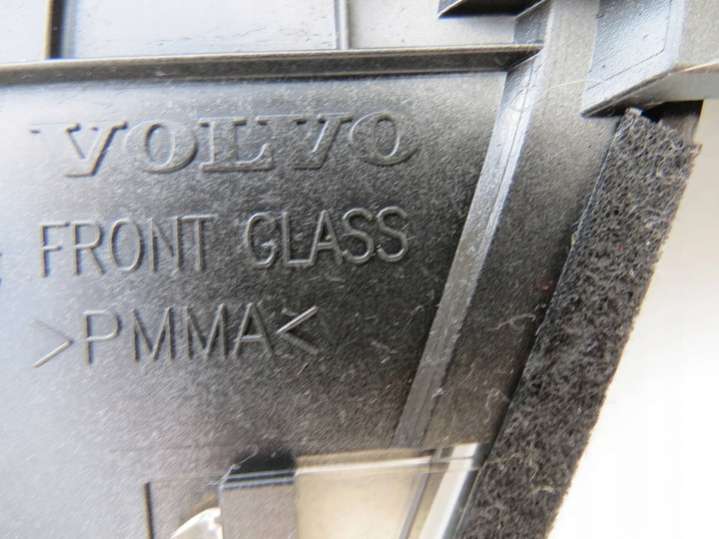 VOLVO
FRONT GLASS
>PMMA<